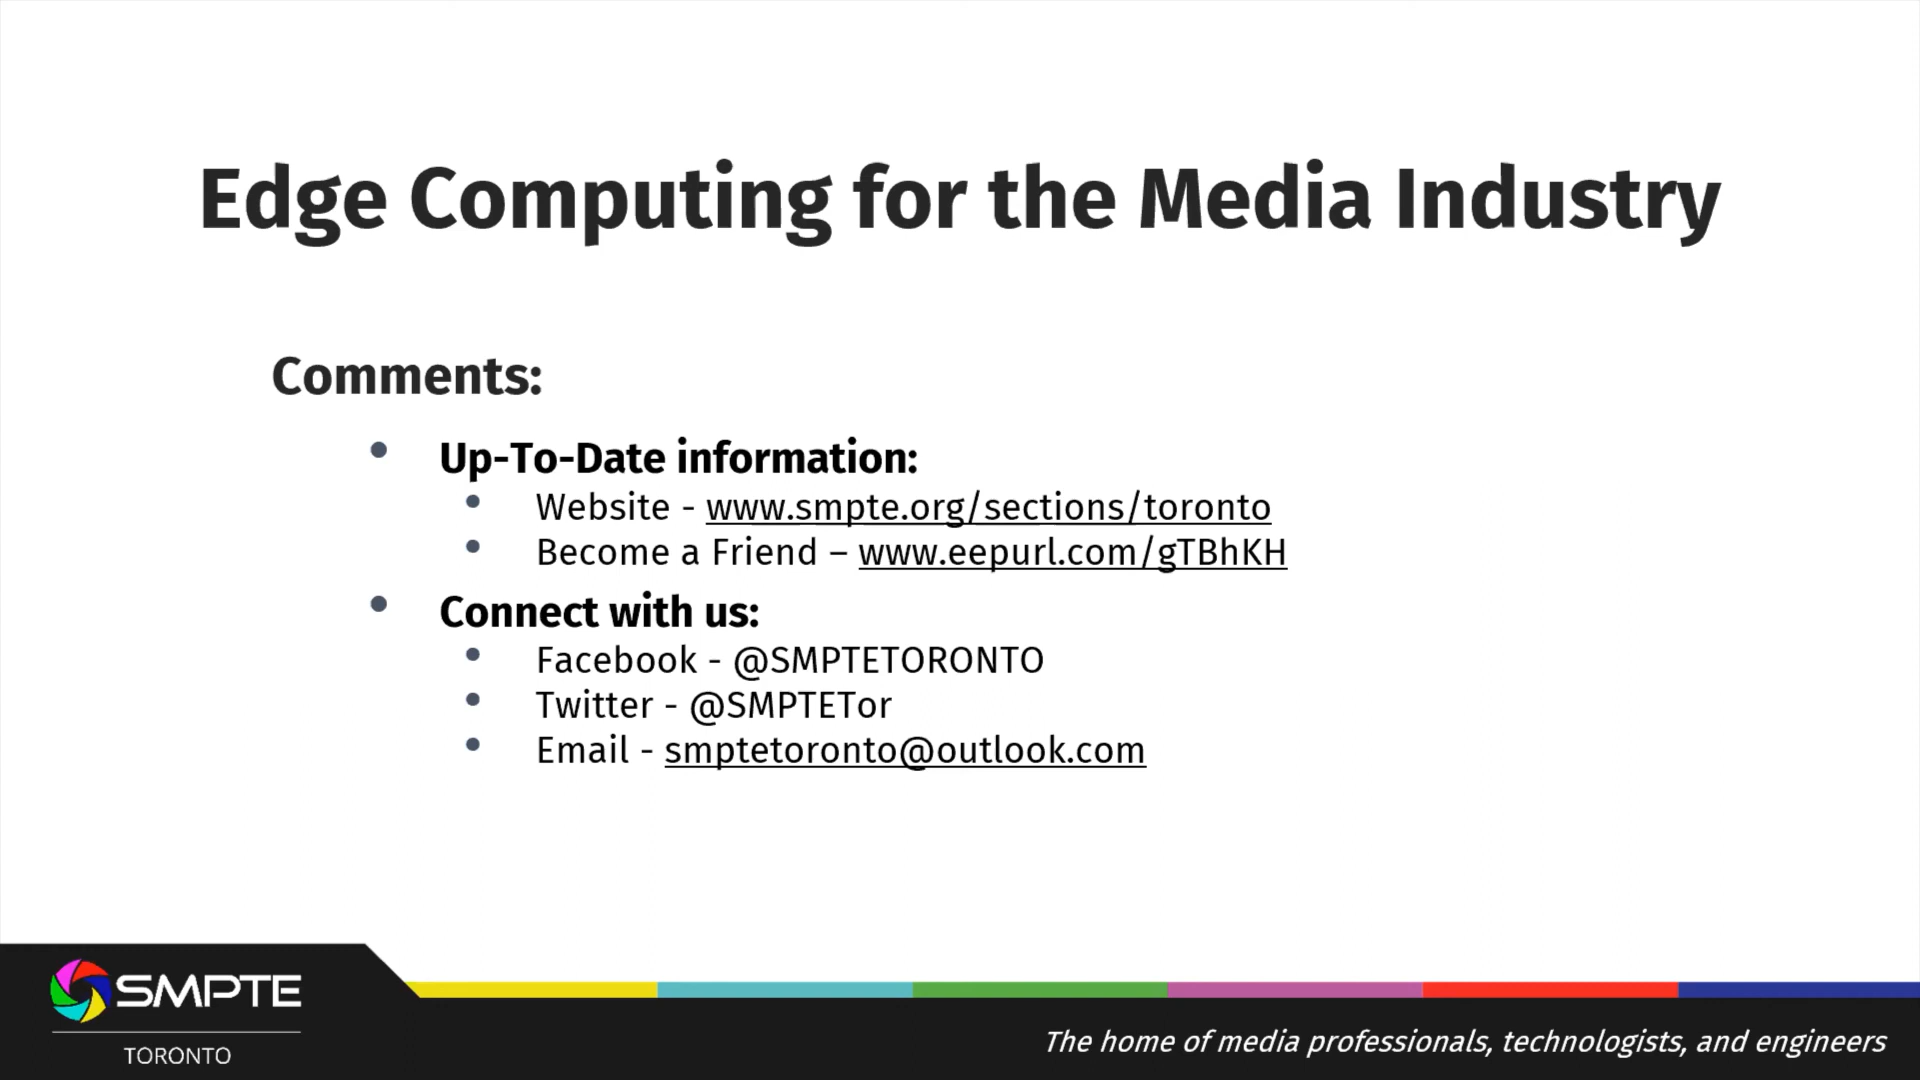 Edge Computing for the Media Industry
Comments:
Up-To-Date information:
Website - www.smpte.org/sections/toronto
Become a Friend – www.eepurl.com/gTBhKH
Connect with us:
Facebook - @SMPTETORONTO
Twitter - @SMPTETor
Email - smptetoronto@outlook.com
SMPTE
TORONTO
The home of media professionals, technologists, and engineers